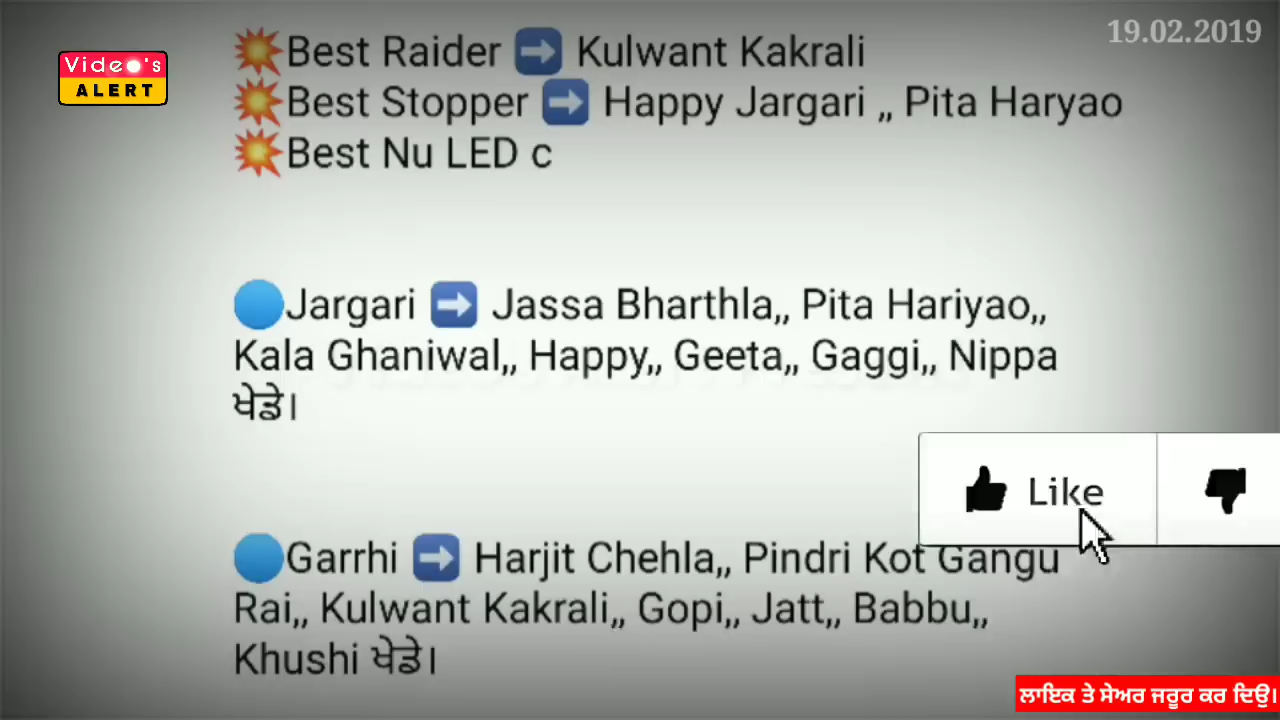 19.02.2019
Video's
ALERT
💥Best Raider ➡ Kulwant Kakrali
💥Best Stopper ➡ Happy Jargari ,, Pita Haryao
💥Best Nu LED c
🔵Jargari ➡ Jassa Bharthla,, Pita Hariyao,,
Kala Ghaniwal,, Happy,, Geeta,, Gaggi,, Nippa
ਖੇਡੇ।
Like
🔵Garrhi ➡ Harjit Chehla,, Pindri Kot Gangu
Rai,, Kulwant Kakrali,, Gopi,, Jatt,, Babbu,,
Khushi ਖੇਡੇ।
ਲਾਇਕ ਤੇ ਸੇਅਰ ਜਰੂਰ ਕਰ ਦਿਉ।